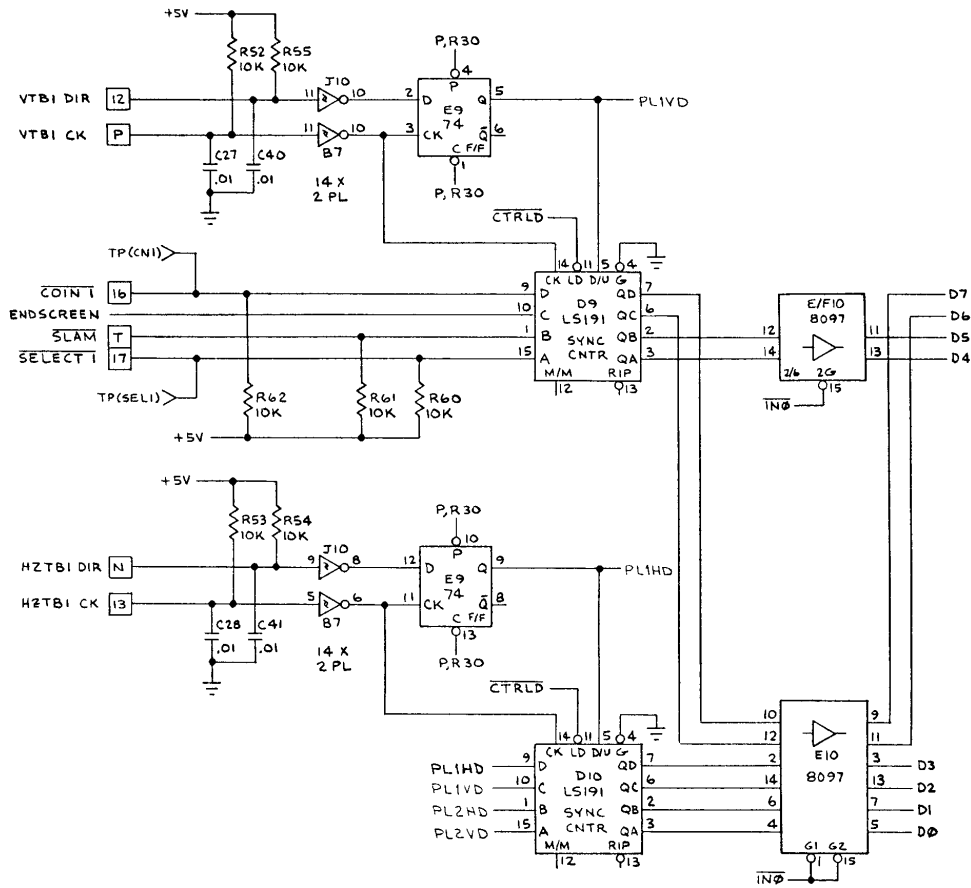 +5V
R52
10K
R55
10K
P,R30
4
J10
VTB1 DIR
12
11
10
2
D
P
Q
5
PL1VD
E9
74
VTB1 CK
P
11
10
3
CK
Q
6
B7
C F/F
1
C27
.01
C40
.01
14 X
2 PL
P,R30
CTRLD
TP(CN1)
14
11
5
4
CK
LD
D/U
G
COIN 1
16
9
D
QD
7
D9
E/F10
8097
D7
ENDSCREEN
10
C
LS191
QC
6
D6
SLAM
T
1
B
SYNC
QB
2
12
11
D5
SELECT 1
17
15
A
CNTR
QA
3
14
13
D4
M/M
RIP
2/6
2G
12
13
15
TP(SEL1)
R62
10K
R61
10K
R60
10K
INØ
+5V
+5V
R53
10K
R54
10K
P,R30
10
J10
HZTB1 DIR
N
9
8
12
D
P
Q
9
PL1HD
E9
74
HZTB1 CK
13
5
6
11
CK
Q
8
B7
C F/F
13
C28
.01
C41
.01
14 X
2 PL
P,R30
CTRLD
10
9
14
11
5
4
12
11
CK
LD
D/U
G
E10
8097
PL1HD
9
D
D10
QD
7
2
3
D3
PL1VD
10
C
LS191
QC
6
14
13
D2
PL2HD
1
B
SYNC
QB
2
6
7
D1
PL2VD
15
A
CNTR
QA
3
4
5
DØ
M/M
RIP
G1
G2
12
13
1
15
INØ